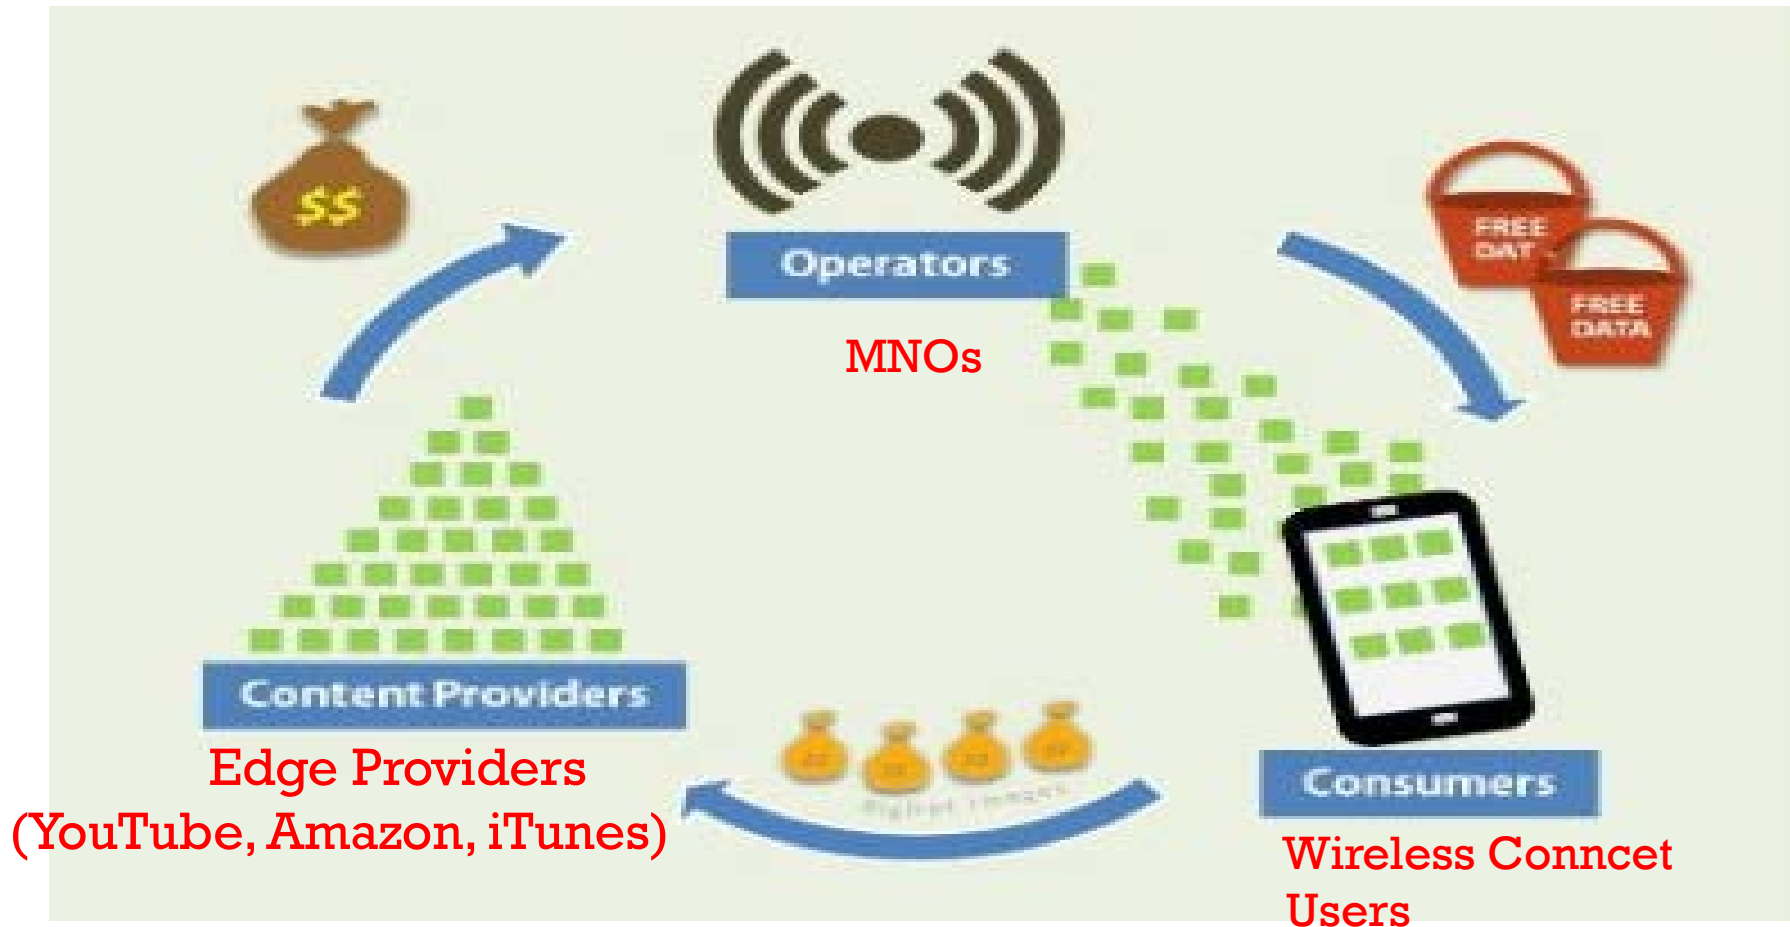 $$
Operators
MNOs
FREE
DAT
FREE
DATA
Content Providers
Edge Providers
(YouTube, Amazon, iTunes)
Consumers
Wireless Conncet
Users